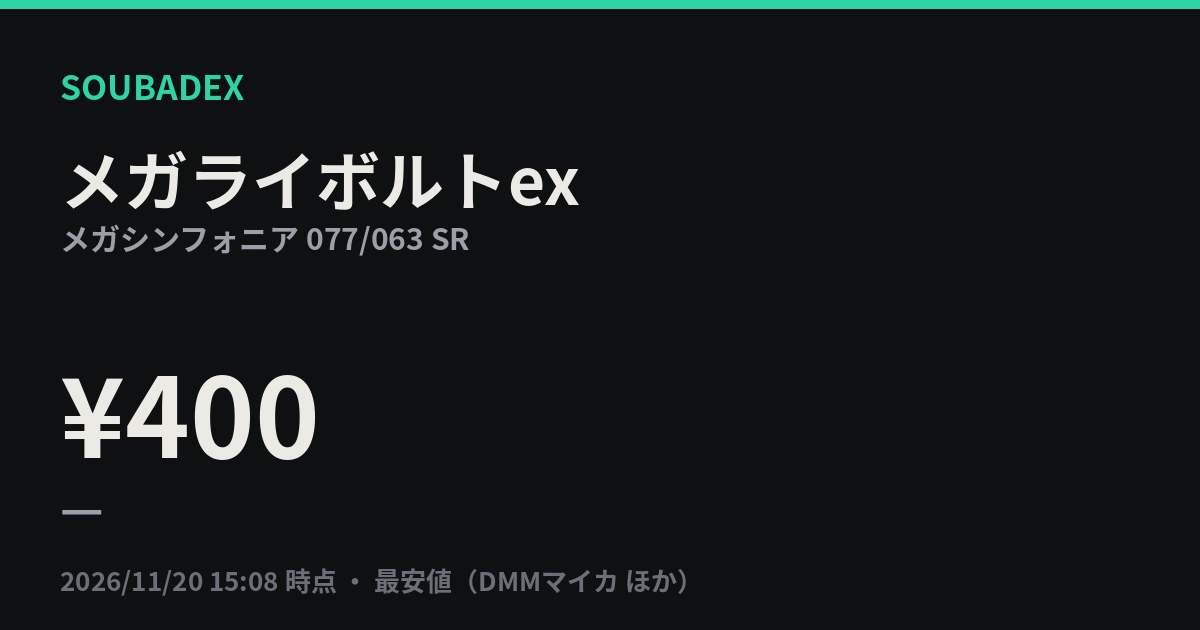 SOUBADEX
メガライボルトex
メガシンフォニア 077/063 SR
¥400
—
2026/11/20 15:08 時点 ・ 最安値（DMMマイカ ほか）